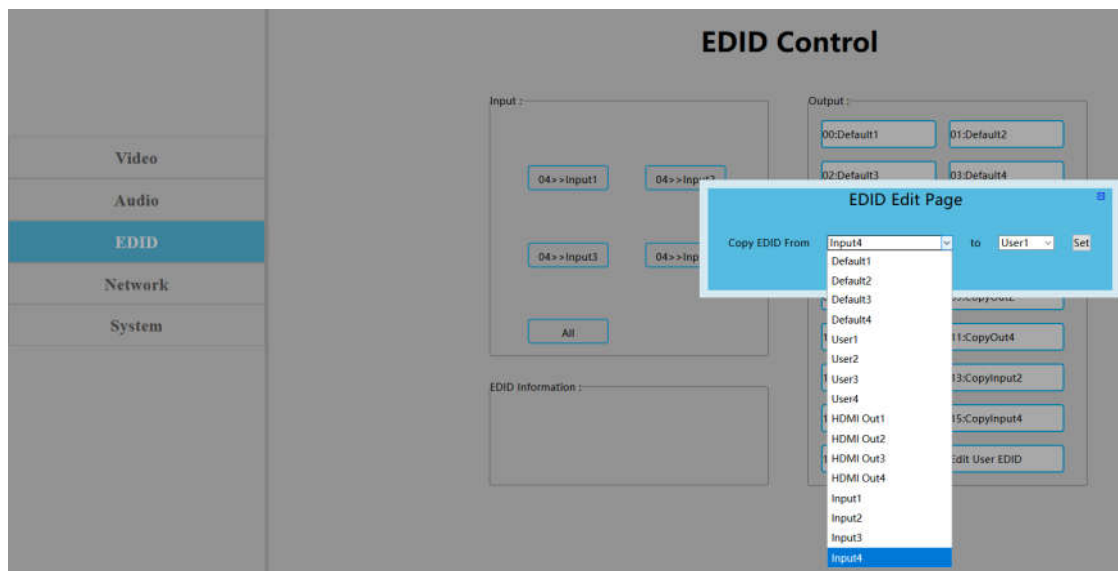 EDID Control
Video
Audio
EDID
Network
System
Input :
04>>Input1
04>>Input2
04>>Input3
04>>Inp
All
EDID Information :
Output :
00:Default1
01:Default2
02:Default3
03:Default4
11:CopyOut4
13:CopyInput2
15:CopyInput4
Edit User EDID
EDID Edit Page
Copy EDID From
Input4
to
User1
Set
Default1
Default2
Default3
Default4
User1
User2
User3
User4
HDMI Out1
HDMI Out2
HDMI Out3
HDMI Out4
Input1
Input2
Input3
Input4